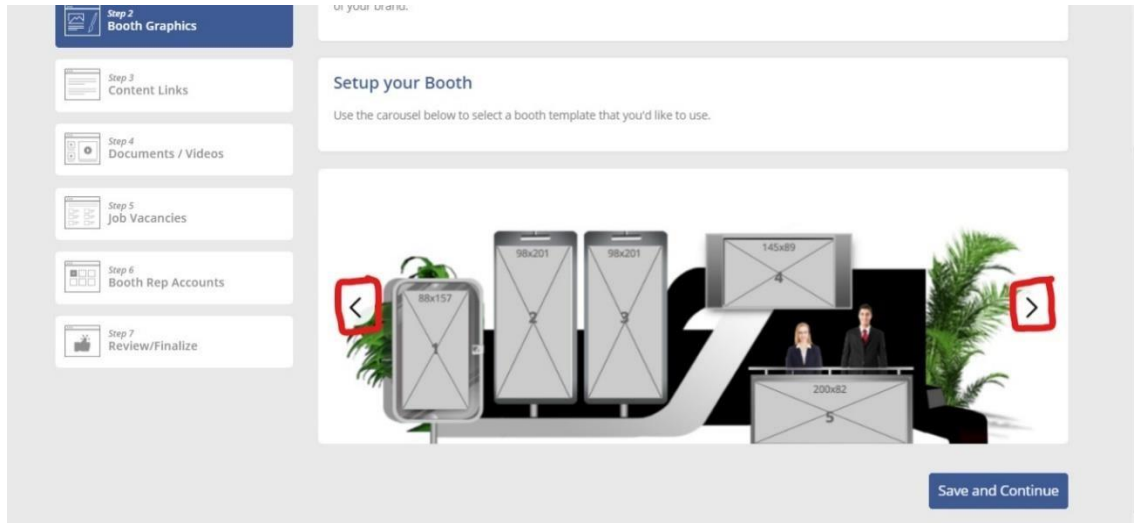 Step 2
Booth Graphics
of your brand.
Step 3
Content Links
Step 4
Documents / Videos
Step 5
Job Vacancies
Step 6
Booth Rep Accounts
Step 7
Review/Finalize
Setup your Booth
Use the carousel below to select a booth template that you'd like to use.
88x157
1
98x201
2
98x201
3
145x89
4
200x82
5
Save and Continue